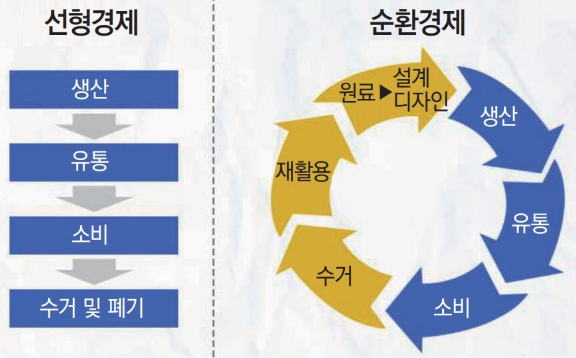 선형경제
생산
유통
소비
수거 및 폐기
순환경제
원료▶설계
디자인
생산
유통
소비
수거
재활용